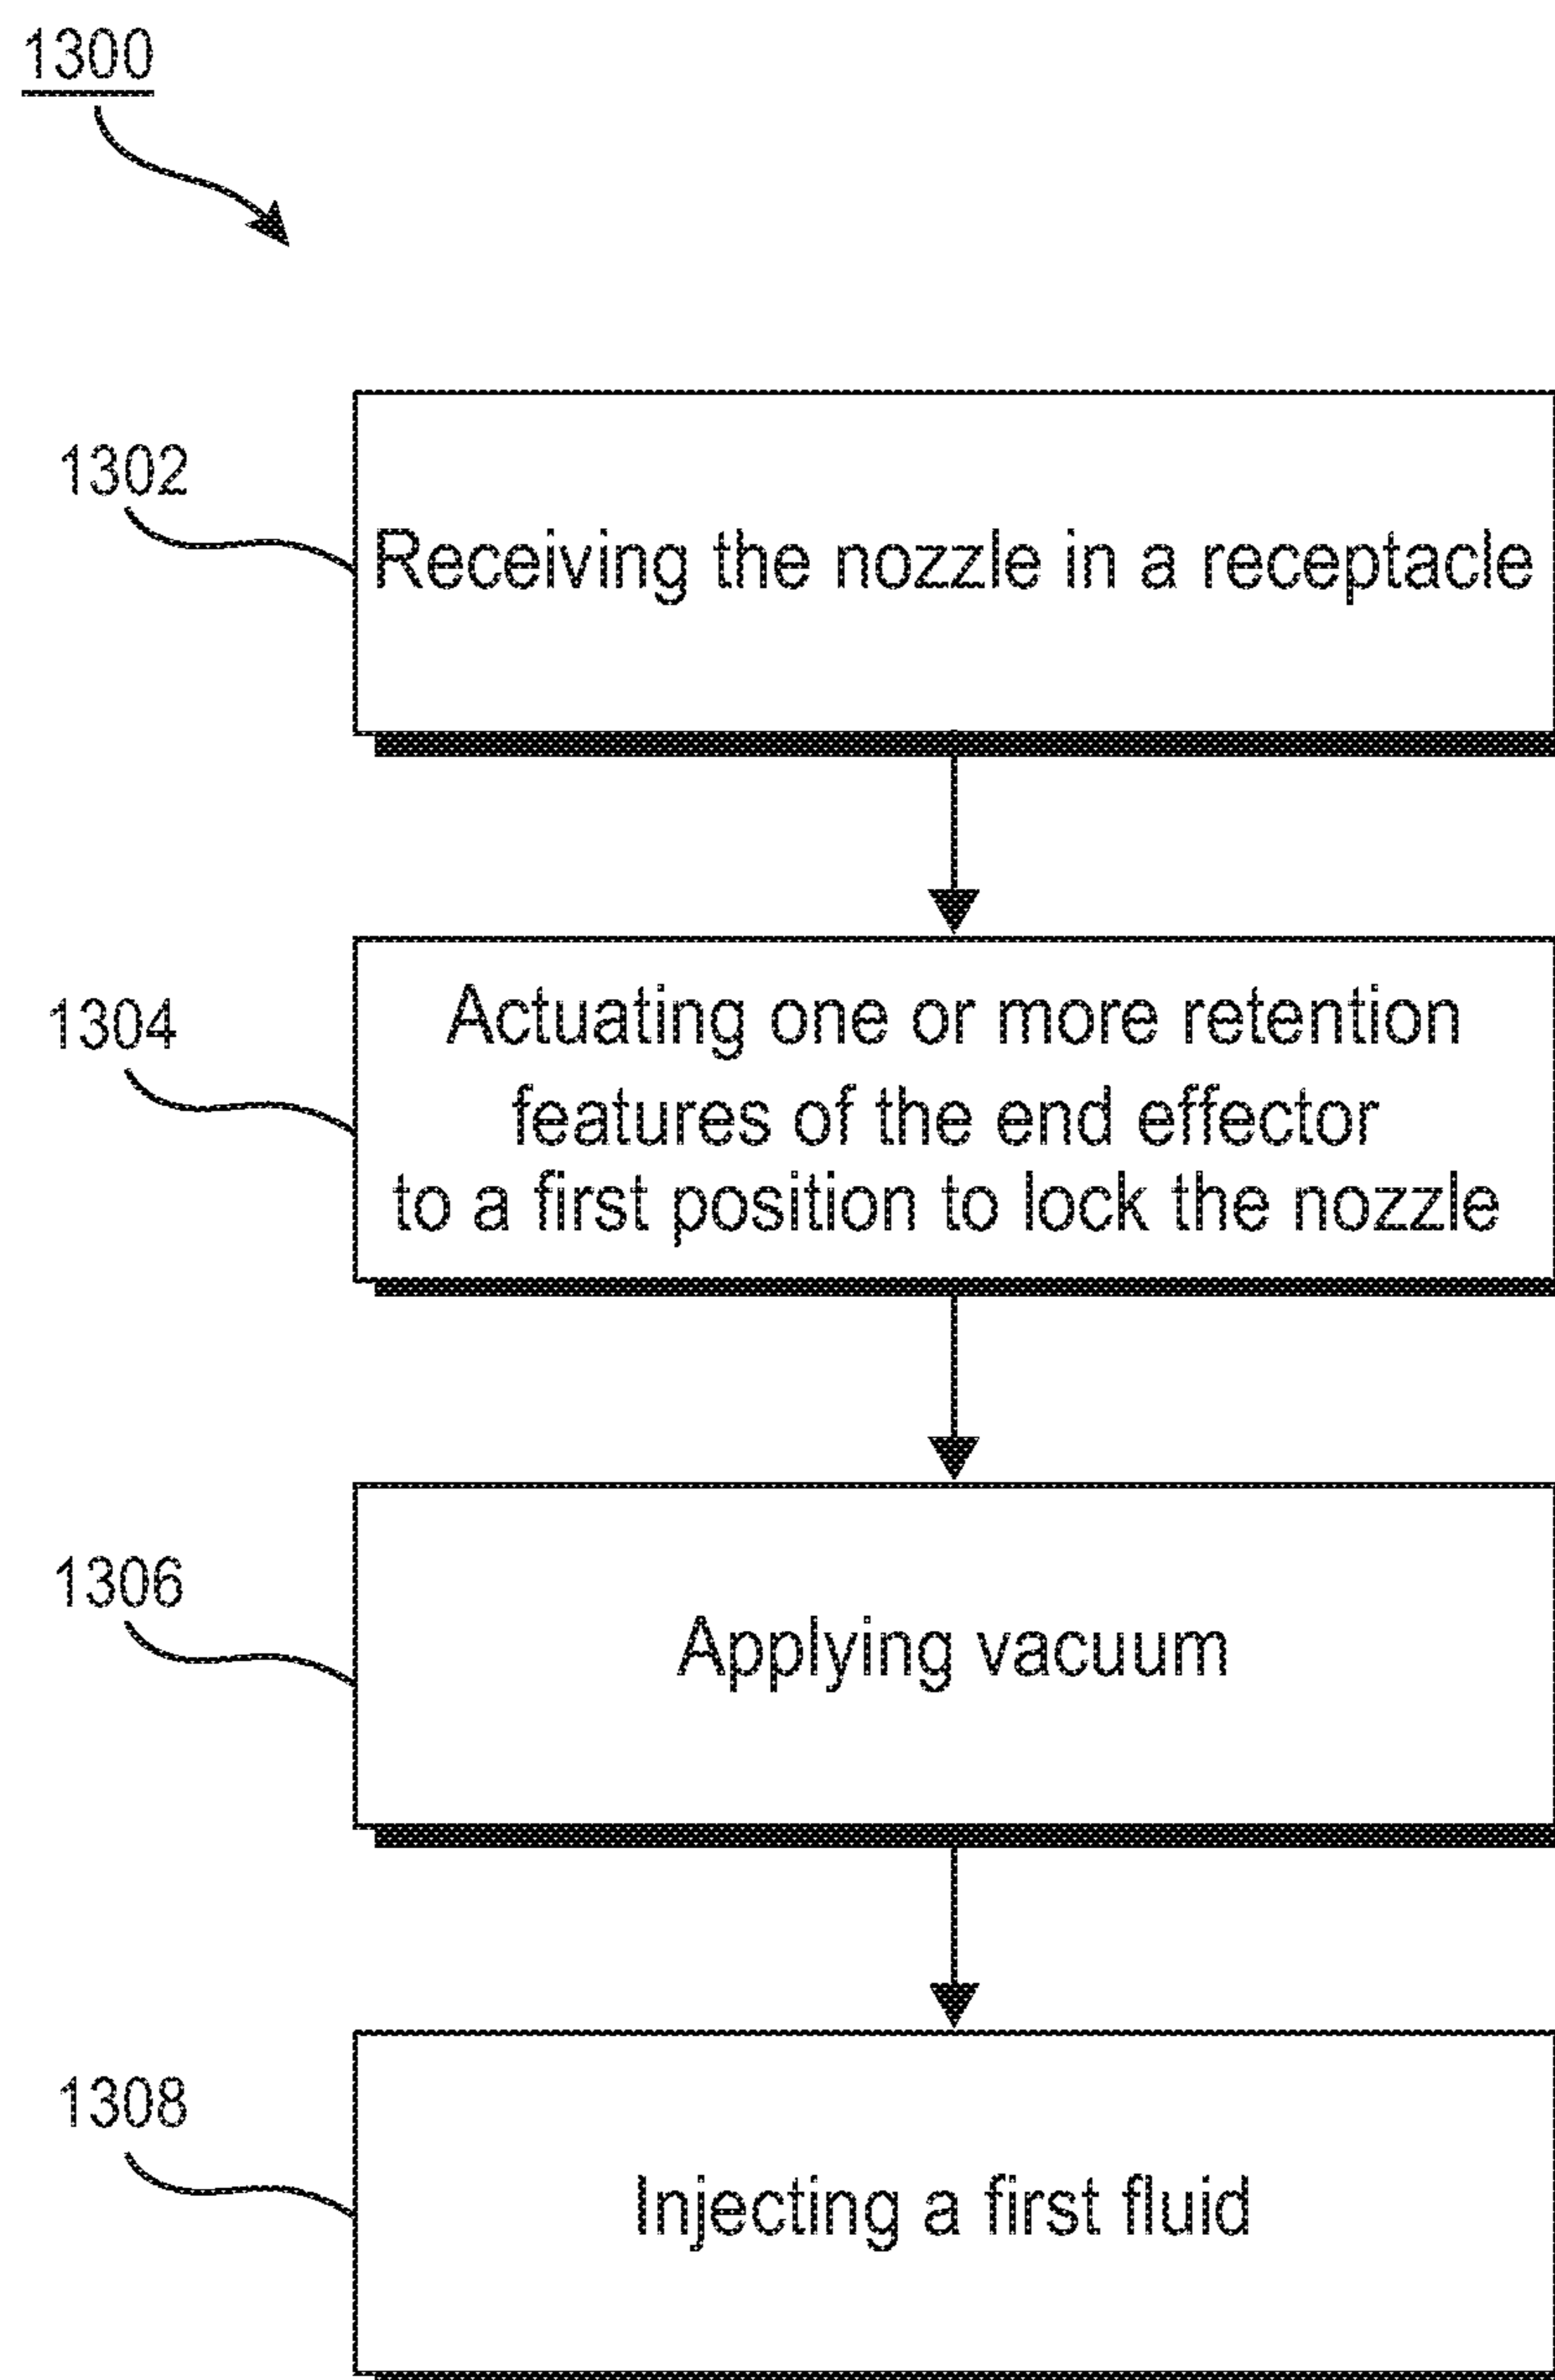 1300
1302
Receiving the nozzle in a receptacle
1304
Actuating one or more retention
features of the end effector
to a first position to lock the nozzle
1306
Applying vacuum
1308
Injecting a first fluid